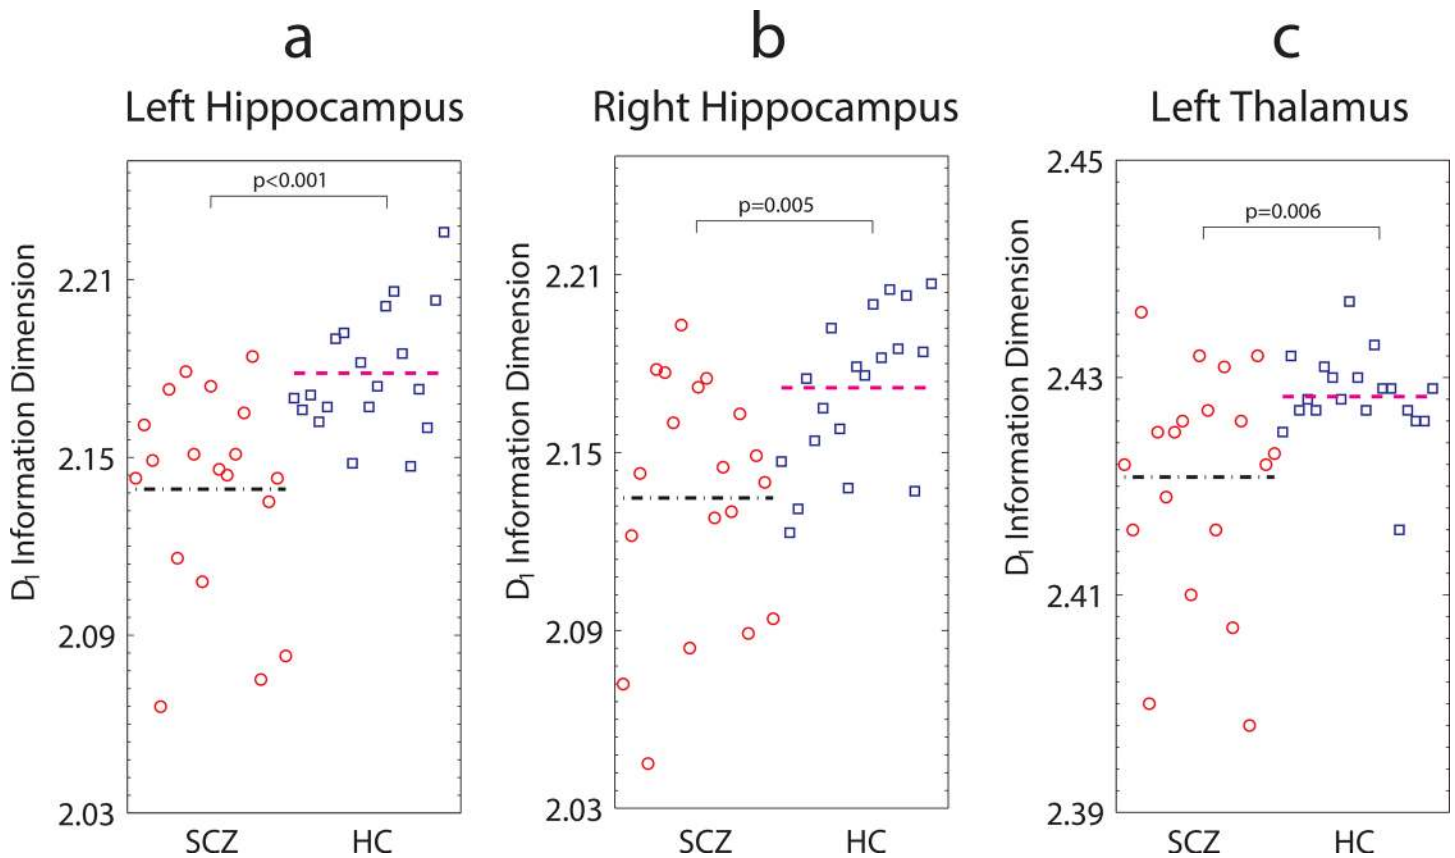 a
Left Hippocampus
D₁ Information Dimension
p<0.001
2.21
2.15
2.09
2.03
SCZ HC
b
Right Hippocampus
D₁ Information Dimension
p=0.005
2.21
2.15
2.09
2.03
SCZ HC
c
Left Thalamus
D₁ Information Dimension
2.45
p=0.006
2.43
2.41
2.39
SCZ HC